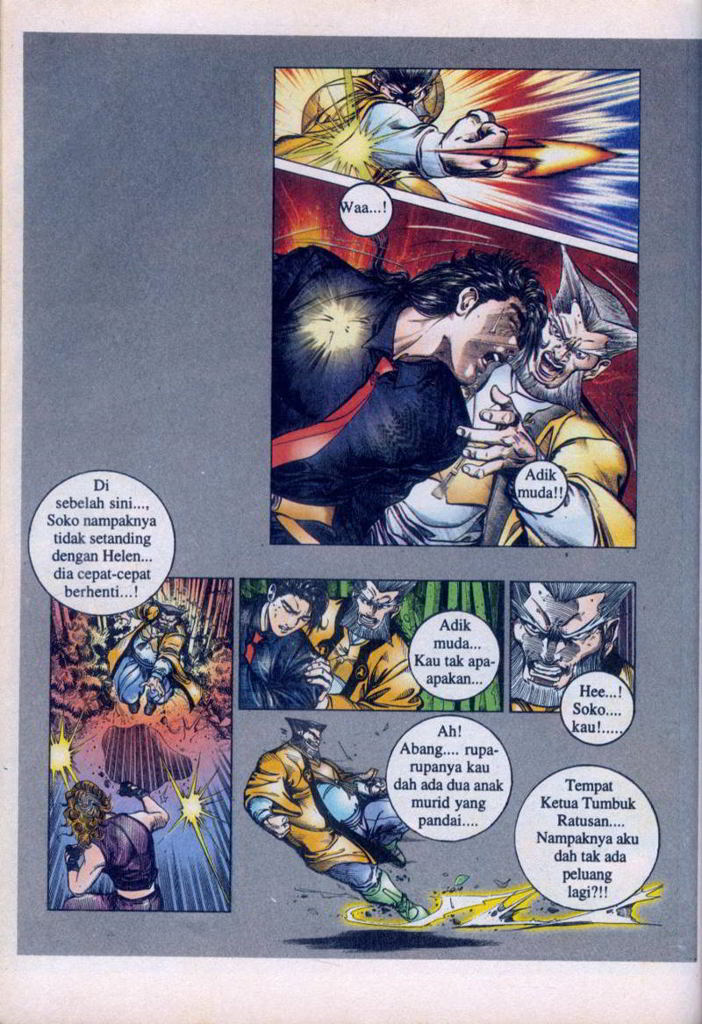 Waa...!
Adik
muda!!
Di
sebelah sini...,
Soko nampaknya
tidak setanding
dengan Helen...
dia cepat-cepat
berhenti...!
Adik
muda...
Kau tak apa-
apakan...
Hee...!
Soko....
kau!.....
Ah!
Abang.... rupa-
rupanya kau
dah ada dua anak
murid yang
pandai....
Tempat
Ketua Tumbuk
Ratusan....
Nampaknya aku
dah tak ada
peluang
lagi?!!